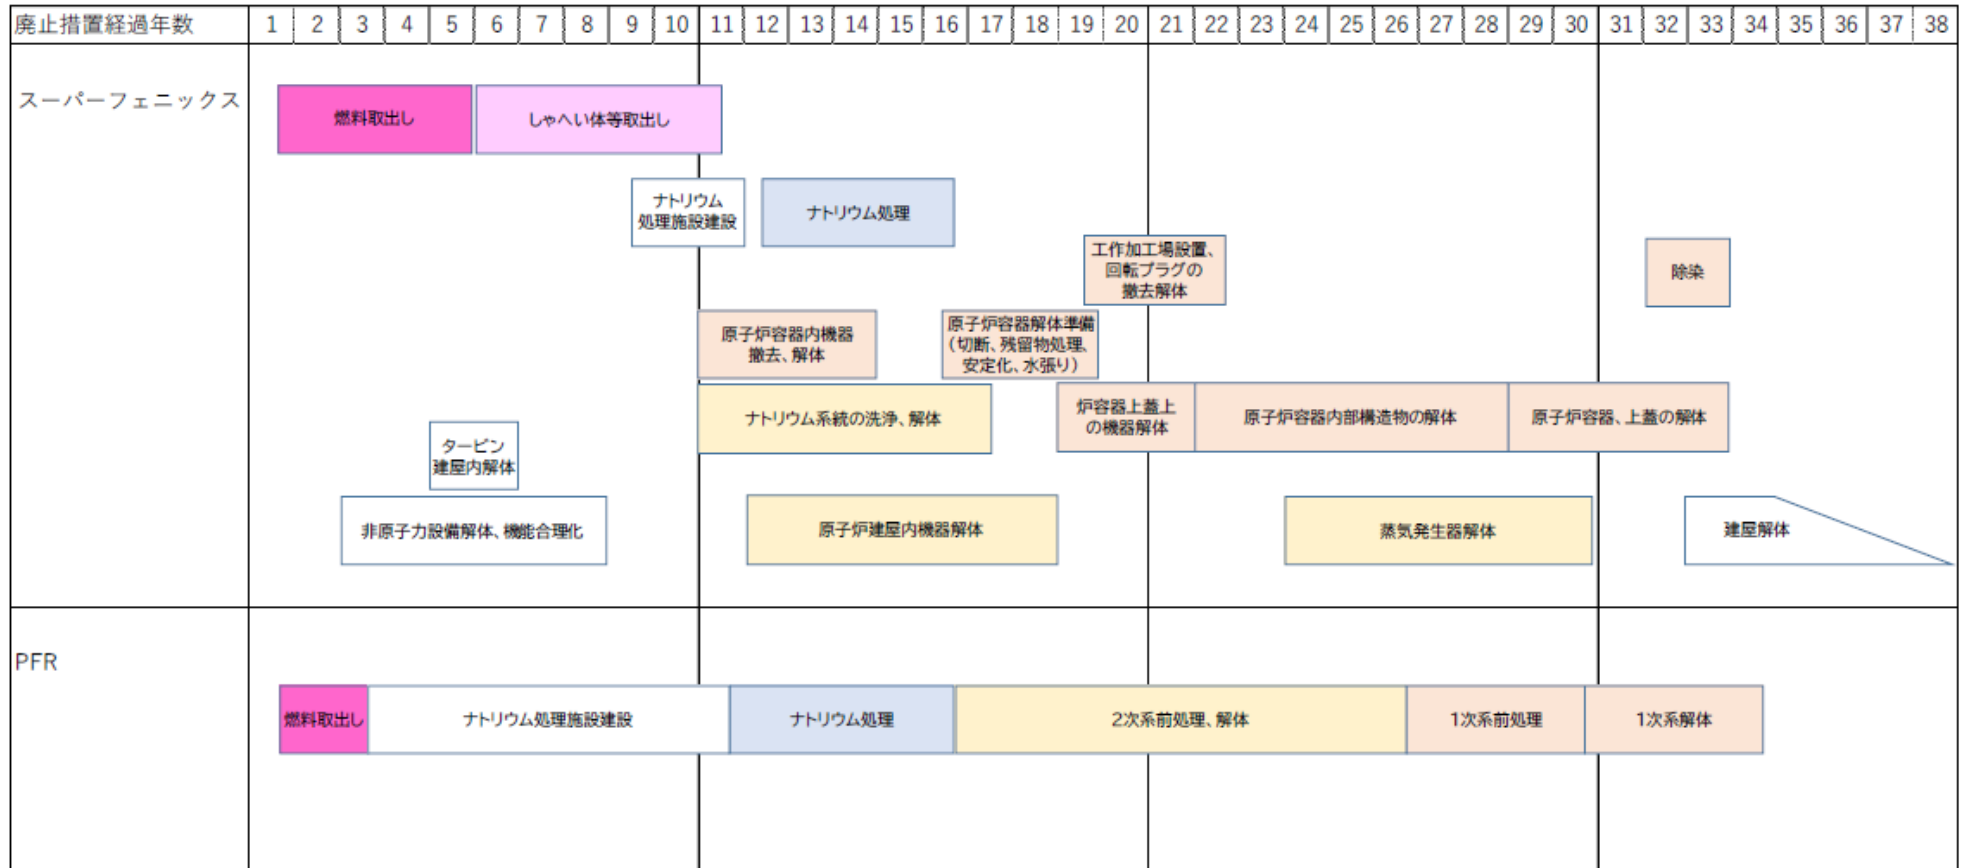 廃止措置経過年数 1 2 3 4 5 6 7 8 9 10 11 12 13 14 15 16 17 18 19 20 21 22 23 24 25 26 27 28 29 30 31 32 33 34 35 36 37 38
スーパーフェニックス
燃料取出し
しゃへい体等取出し
ナトリウム
処理施設建設
ナトリウム処理
工作加工場設置、
回転プラグの
撤去解体
除染
原子炉容器内機器
撤去、解体
原子炉容器解体準備
(切断、残留物処理、
安定化、水張り)
ナトリウム系統の洗浄、解体
炉容器上蓋上
の機器解体
原子炉容器内部構造物の解体
原子炉容器、上蓋の解体
タービン
建屋内解体
非原子力設備解体、機能合理化
原子炉建屋内機器解体
蒸気発生器解体
建屋解体
PFR
燃料取出し
ナトリウム処理施設建設
ナトリウム処理
2次系前処理、解体
1次系前処理
1次系解体